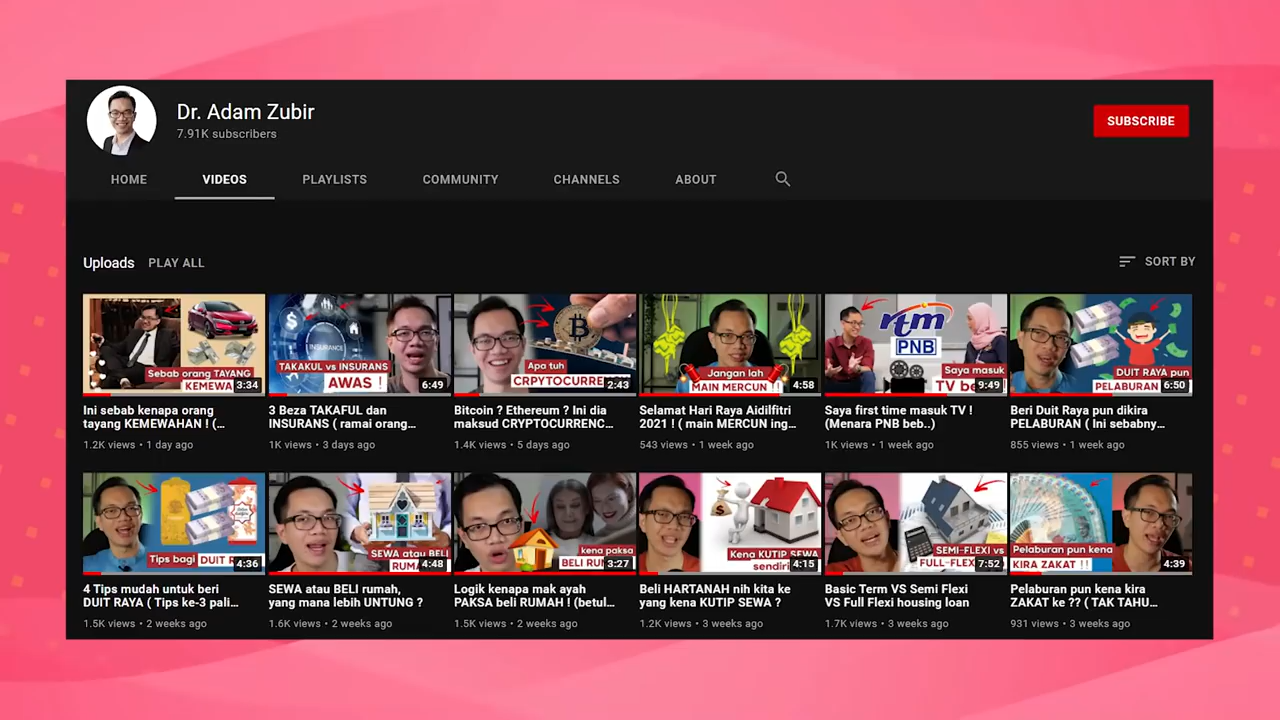 Dr. Adam Zubir
7.91K subscribers
SUBSCRIBE
HOME
VIDEOS
PLAYLISTS
COMMUNITY
CHANNELS
ABOUT
Uploads
PLAY ALL
SORT BY
Sebab orang TAYANG
KEMEWA
3:34
INSURANCE
TAKAKUL vs INSURANS
AWAS !
6:49
Apa tuh
CRPYTOCURRE
2:43
Jangan lah
MAIN MERCUN !!
4:58
rtm
PNB
Saya masuk
TV be
9:49
DUIT RAYA pun
PELABURAN
6:50
Ini sebab kenapa orang
tayang KEMEWAHAN ! (...
1.2K views • 1 day ago
3 Beza TAKAFUL dan
INSURANS ( ramai orang...
1K views • 3 days ago
Bitcoin ? Ethereum ? Ini dia
maksud CRYPTOCURRENC...
1.4K views • 5 days ago
Selamat Hari Raya Aidilfitri
2021 ! ( main MERCUN ing...
543 views • 1 week ago
Saya first time masuk TV !
(Menara PNB beb..)
1K views • 1 week ago
Beri Duit Raya pun dikira
PELABURAN ( Ini sebabny...
855 views • 1 week ago
Tips bagi DUIT R
4:36
SEWA atau BELI
RUMA
4:48
kena paksa
BELI RU
3:27
Kena KUTIP SEWA
sendiri
4:15
SEMI-FLEXI vs
FULL-FLEX
7:52
Pelaburan pun kena
KIRA ZAKAT !!
4:39
4 Tips mudah untuk beri
DUIT RAYA ( Tips ke-3 pali...
1.5K views • 2 weeks ago
SEWA atau BELI rumah,
yang mana lebih UNTUNG ?
1.6K views • 2 weeks ago
Logik kenapa mak ayah
PAKSA beli RUMAH ! (betul...
1.5K views • 2 weeks ago
Beli HARTANAH nih kita ke
yang kena KUTIP SEWA ?
1.2K views • 3 weeks ago
Basic Term VS Semi Flexi
VS Full Flexi housing loan
1.7K views • 3 weeks ago
Pelaburan pun kena kira
ZAKAT ke ?? ( TAK TAHU...
931 views • 3 weeks ago